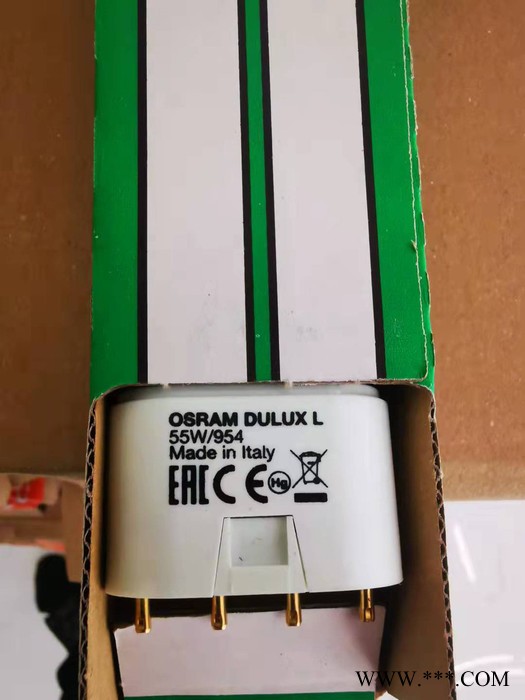 OSRAM DULUX L
55W/954
Made in Italy
EAC CE Hg
WWW.***.COM